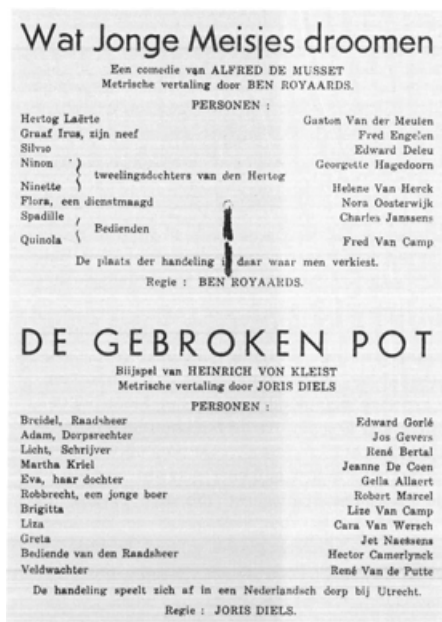 Wat Jonge Meisjes droomen
Een comedie van ALFRED DE MUSSET
Metrische vertaling door BEN ROYAARDS.
PERSONEN :
Hertog Laërte Gaston Van der Meulen
Graaf Irus, zijn neef Fred Engelen
Silvio Edward Deleu
Ninon Georgette Hagedoorn
tweelingsdochters van den Hertog
Ninette Helene Van Herck
Flora, een dienstmaagd Nora Oosterwijk
Spadille Charles Janssens
Bedienden
Quinola Fred Van Camp
De plaats der handeling is daar waar men verkiest.
Regie : BEN ROYAARDS.
DE GEBROKEN POT
Blijspel van HEINRICH VON KLEIST
Metrische vertaling door JORIS DIELS
PERSONEN :
Breidel, Raadsheer Edward Gorlé
Adam, Dorpsrechter Jos Gevers
Licht, Schrijver René Bertal
Martha Kriel Jeanne De Coen
Eva, haar dochter Gella Allaert
Robbrecht, een jonge boer Robert Marcel
Brigitta Lize Van Camp
Liza Cara Van Wersch
Greta Jet Naessens
Bediende van den Raadsheer Hector Camerlynck
Veldwachter René Van de Putte
De handeling speelt zich af in een Nederlandsch dorp bij Utrecht.
Regie : JORIS DIELS.